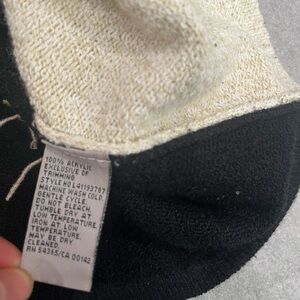 100% ACRYLIC
EXCLUSIVE OF
TRIMMING
STYLE NO L41193707
MACHINE WASH COLD
GENTLE CYCLE.
DO NOT BLEACH.
TUMBLE DRY AT
LOW TEMPERATURE.
IRON AT
LOW TEMPERATURE.
MAY BE DRY
CLEANED.
RN 54365/CA 00142